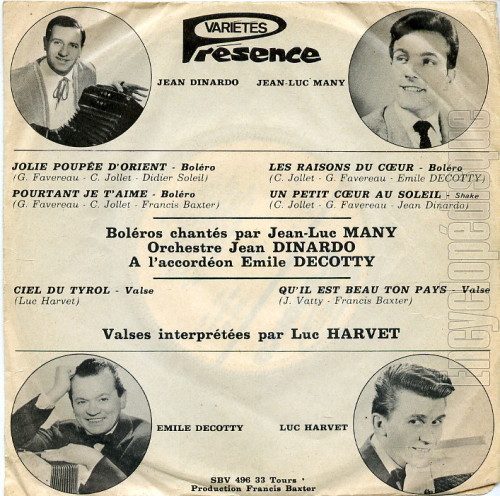 VARIÉTÉS
Présence
JEAN DINARDO JEAN-LUC MANY
JOLIE POUPÉE D'ORIENT - Boléro
(G. Favereau - C. Jollet - Didier Soleil)
POURTANT JE T'AIME - Boléro
(G. Favereau - C. Jollet - Francis Baxter)
LES RAISONS DU CŒUR - Boléro
(C. Jollet - G. Favereau - Emile DECOTTY)
UN PETIT CŒUR AU SOLEIL - Shake
(C. Jollet - G. Favereau - Jean Dinardo)
Boléros chantés par Jean-Luc MANY
Orchestre Jean DINARDO
A l'accordéon Emile DECOTTY
CIEL DU TYROL - Valse
(Luc Harvet)
QU'IL EST BEAU TON PAYS - Valse
(J. Vatty - Francis Baxter)
Valses interprétées par Luc HARVET
EMILE DECOTTY LUC HARVET
SBV 496 33 Tours
Production Francis Baxter
Encyclopédisque.fr